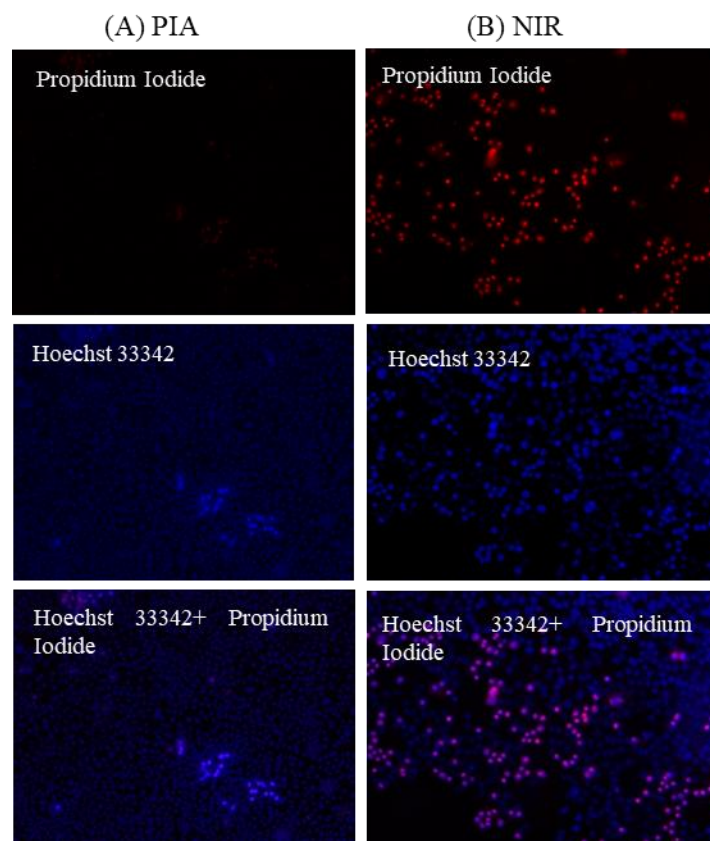 (A) PIA
(B) NIR
Propidium Iodide
Propidium Iodide
Hoechst 33342
Hoechst 33342
Hoechst 33342+ Propidium
Iodide
Hoechst 33342+ Propidium
Iodide